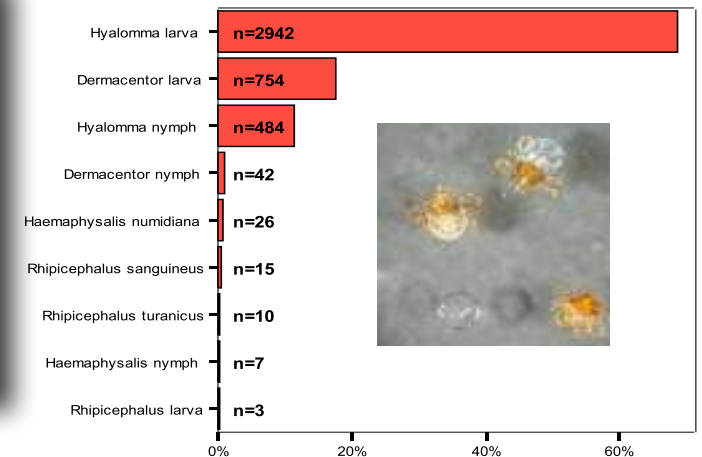 Hyalomma larva n=2942
Dermacentor larva n=754
Hyalomma nymph n=484
Dermacentor nymph n=42
Haemaphysalis numidiana n=26
Rhipicephalus sanguineus n=15
Rhipicephalus turanicus n=10
Haemaphysalis nymph n=7
Rhipicephalus larva n=3
0% 20% 40% 60%